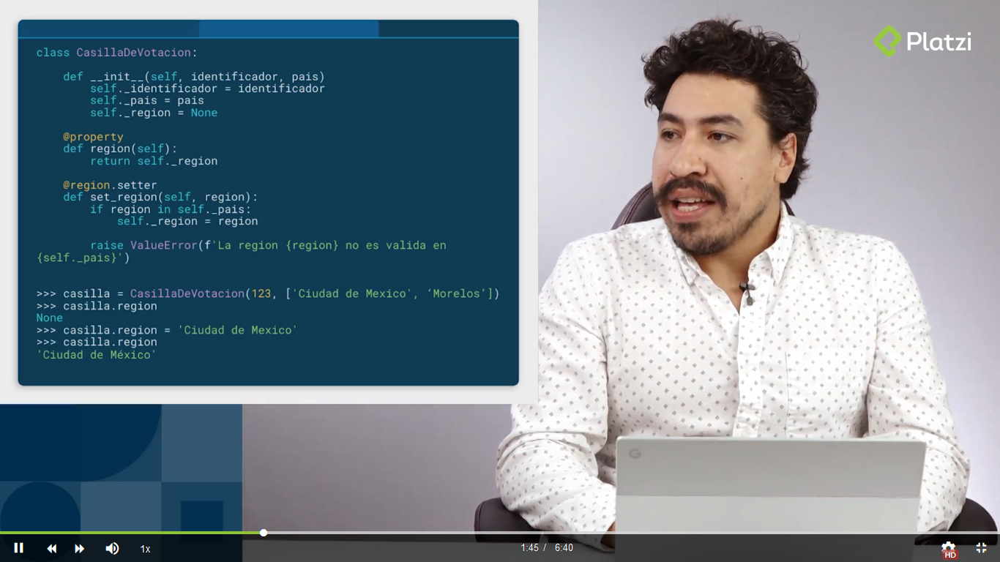 class CasillaDeVotacion:
def __init__(self, identificador, pais)
self._identificador = identificador
self._pais = pais
self._region = None
@property
def region(self):
return self._region
@region.setter
def set_region(self, region):
if region in self._pais:
self._region = region
raise ValueError(f'La region {region} no es valida en
{self._pais}')
>>> casilla = CasillaDeVotacion(123, ['Ciudad de Mexico', ‘Morelos’])
>>> casilla.region
None
>>> casilla.region = 'Ciudad de Mexico'
>>> casilla.region
'Ciudad de México'
Platzi
G
1x
1:45 / 6:40
HD